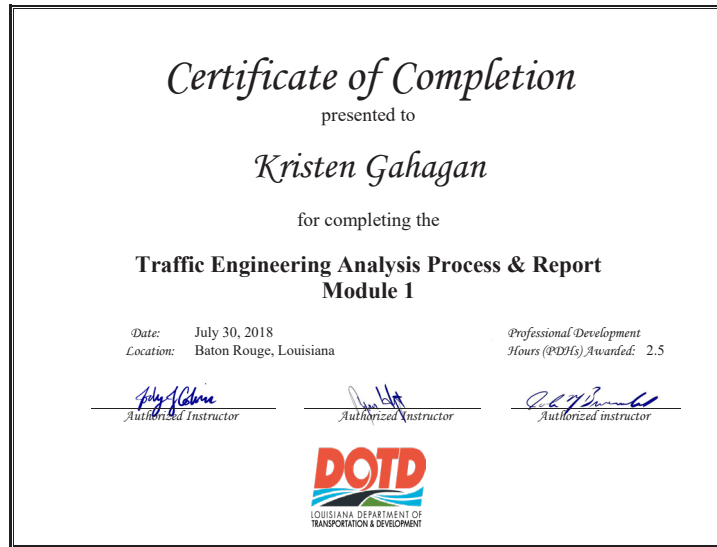 Certificate of Completion
presented to
Kristen Gahagan
for completing the
Traffic Engineering Analysis Process & Report
Module 1
Date: July 30, 2018
Location: Baton Rouge, Louisiana
Professional Development
Hours (PDHs) Awarded: 2.5
Authorized Instructor
Authorized Instructor
Authorized instructor
DOTD
LOUISIANA DEPARTMENT OF
TRANSPORTATION & DEVELOPMENT